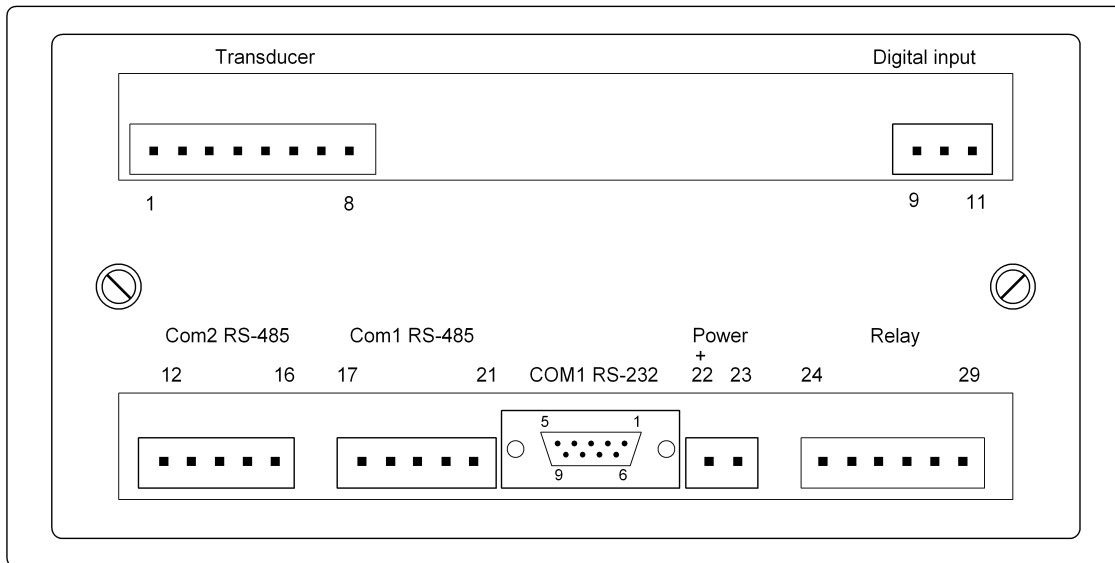 Transducer Digital input
1 8 9 11
Com2 RS-485 Com1 RS-485 Power Relay
+
12 16 17 21 COM1 RS-232 22 23 24 29
5 1
9 6